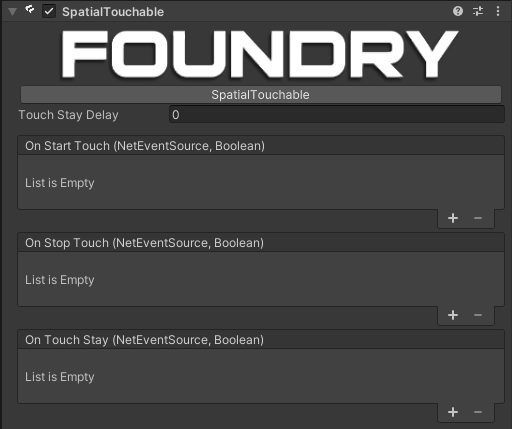 SpatialTouchable
FOUNDRY
SpatialTouchable
Touch Stay Delay 0
On Start Touch (NetEventSource, Boolean)
List is Empty
+ −
On Stop Touch (NetEventSource, Boolean)
List is Empty
+ −
On Touch Stay (NetEventSource, Boolean)
List is Empty
+ −